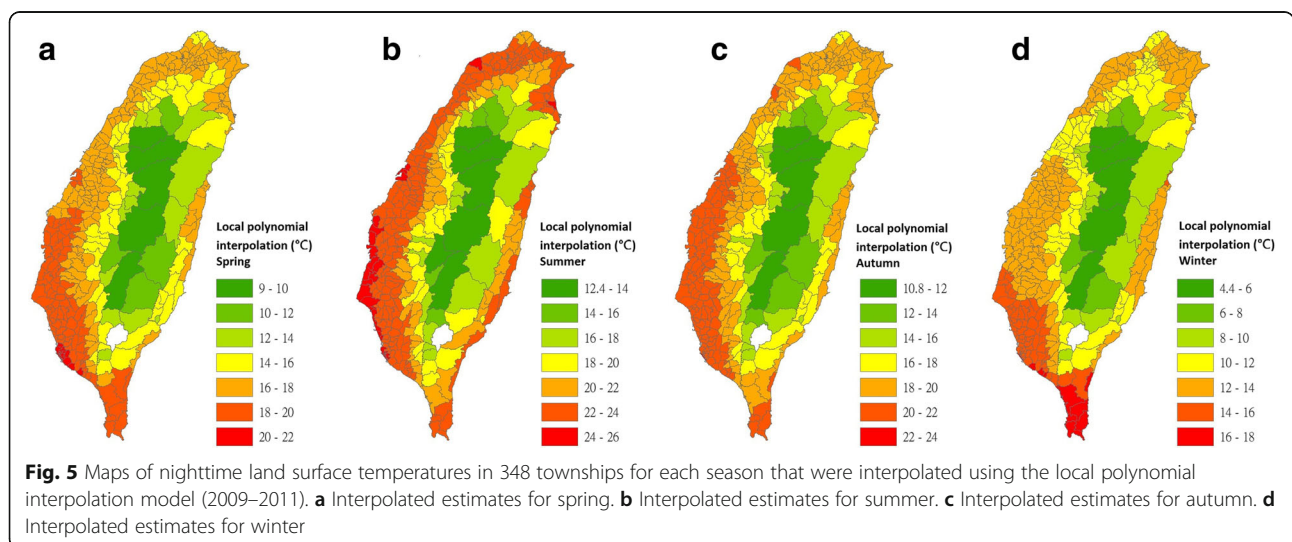 a
b
c
d
Local polynomial
interpolation (°C)
Spring
9 - 10
10 - 12
12 - 14
14 - 16
16 - 18
18 - 20
20 - 22
Local polynomial
interpolation (°C)
Summer
12.4 - 14
14 - 16
16 - 18
18 - 20
20 - 22
22 - 24
24 - 26
Local polynomial
interpolation (°C)
Autumn
10.8 - 12
12 - 14
14 - 16
16 - 18
18 - 20
20 - 22
22 - 24
Local polynomial
interpolation (°C)
Winter
4.4 - 6
6 - 8
8 - 10
10 - 12
12 - 14
14 - 16
16 - 18
Fig. 5 Maps of nighttime land surface temperatures in 348 townships for each season that were interpolated using the local polynomial
interpolation model (2009–2011). a Interpolated estimates for spring. b Interpolated estimates for summer. c Interpolated estimates for autumn. d
Interpolated estimates for winter